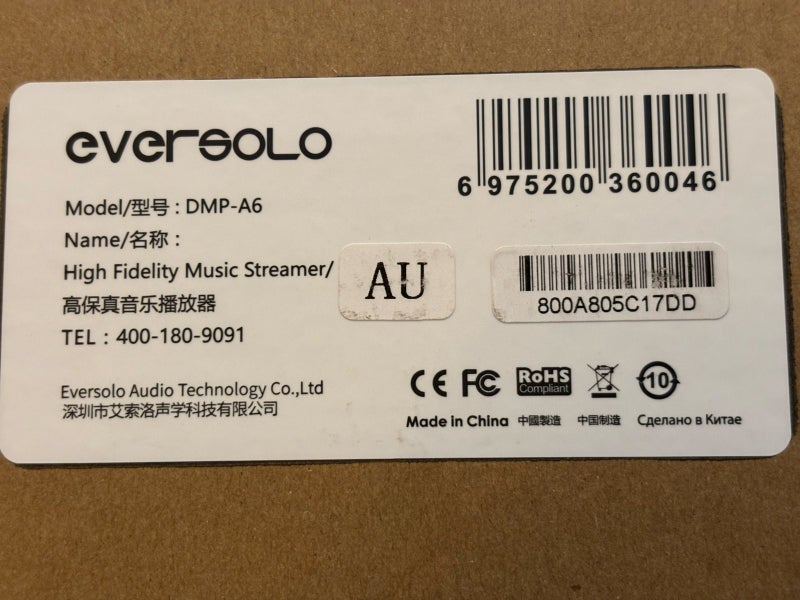 eversolo
Model/型号 : DMP-A6
Name/名称 :
High Fidelity Music Streamer/
高保真音乐播放器
TEL : 400-180-9091
Eversolo Audio Technology Co.,Ltd
深圳市艾索洛声学科技有限公司
6 975200 360046
AU
800A805C17DD
CE FC RoHS Compliant 10
Made in China 中國製造 中国制造 Сделано в Китае